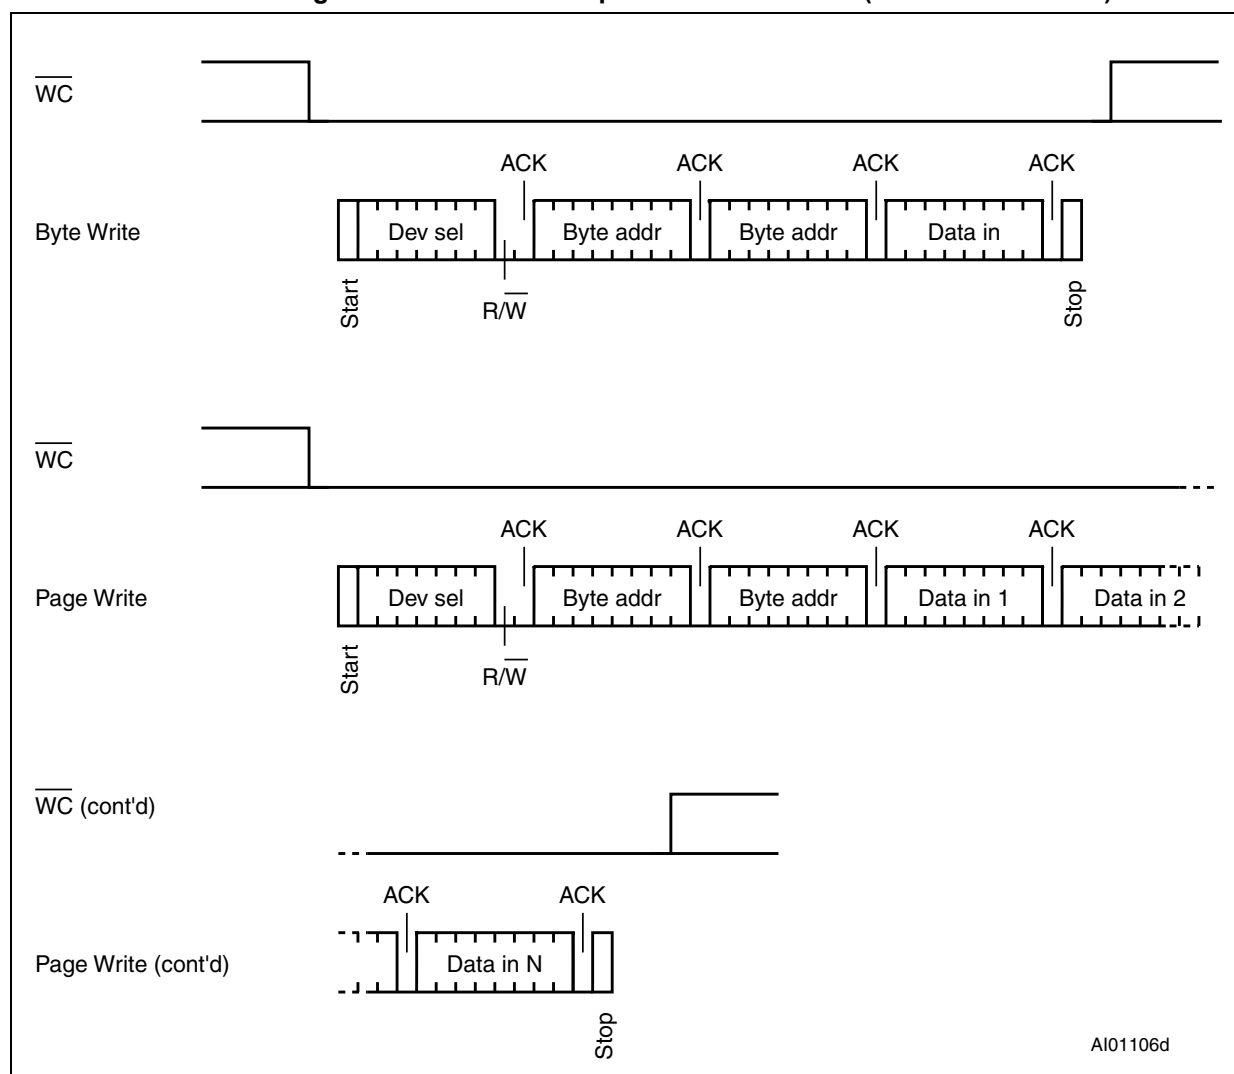 WC
ACK ACK ACK ACK
Byte Write Dev sel Byte addr Byte addr Data in
Start R/W Stop
WC
ACK ACK ACK ACK
Page Write Dev sel Byte addr Byte addr Data in 1 Data in 2
Start R/W
WC (cont'd)
ACK ACK
Page Write (cont'd) Data in N
Stop
AI01106d